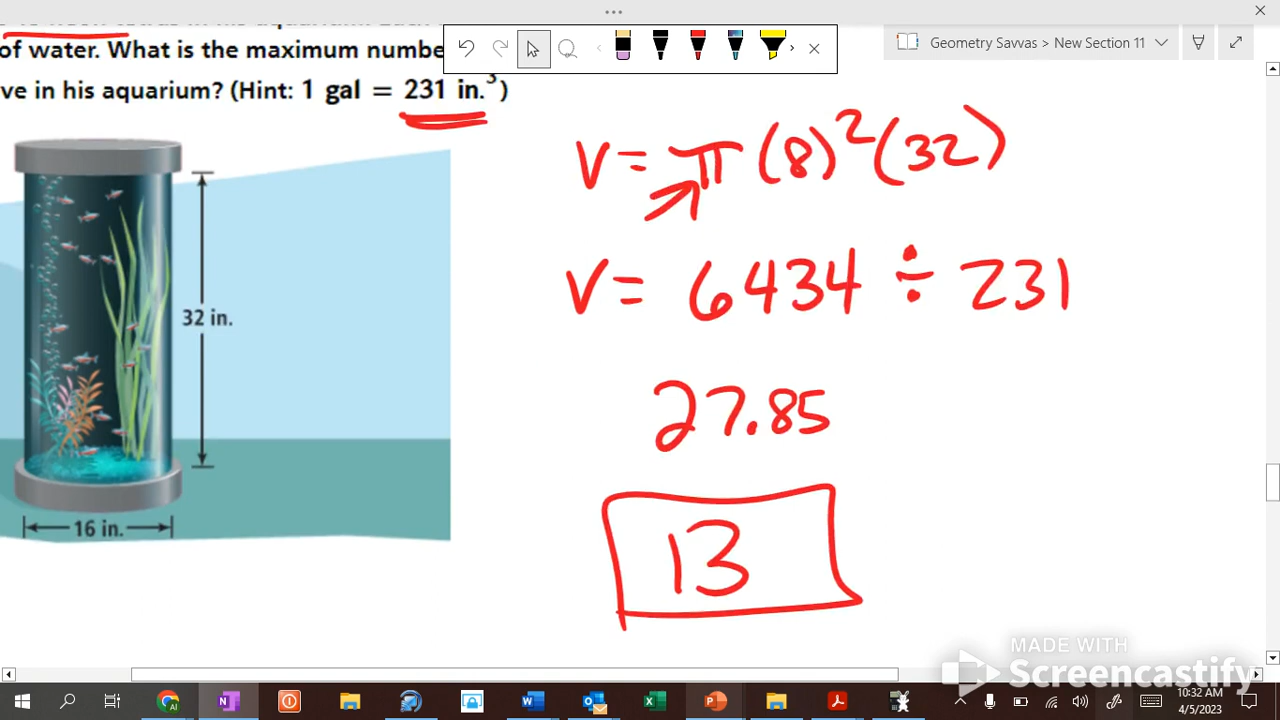 of water. What is the maximum numbe
Geometry Savvas > New Section 11
ve in his aquarium? (Hint: 1 gal = 231 in.³)
V = π(8)²(32)
V = 6434 ÷ 231
32 in.
27.85
13
16 in.
MADE WITH
Screencastify
10:32 AM
4/5/2023